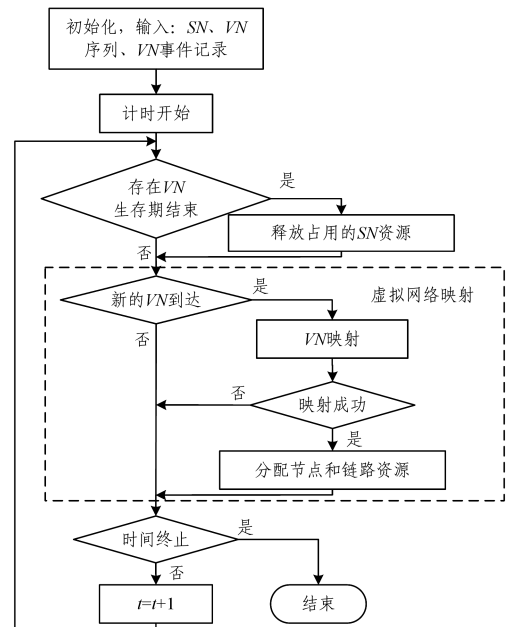 初始化，输入：SN、VN
序列、VN事件记录
计时开始
存在VN
生存期结束
是
释放占用的SN资源
否
新的VN到达
是
虚拟网络映射
否
VN映射
否
映射成功
是
分配节点和链路资源
时间终止
是
否
t=t+1
结束